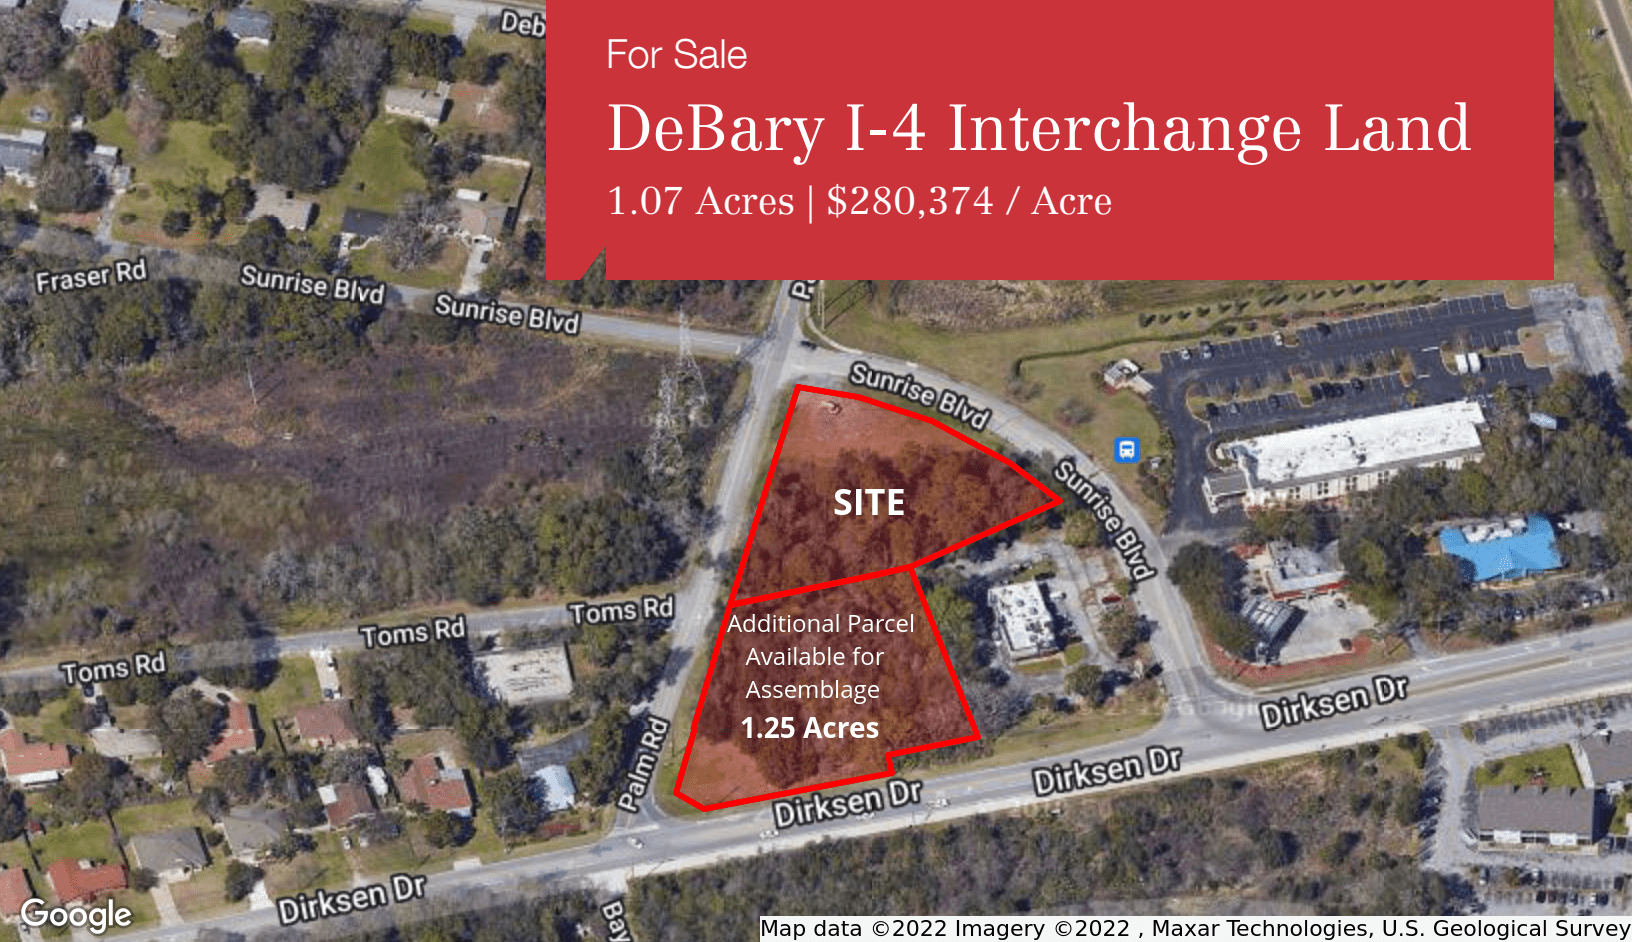 Deb
For Sale
DeBary I-4 Interchange Land
1.07 Acres | $280,374 / Acre
Fraser Rd
Sunrise Blvd
Sunrise Blvd
Sunrise Blvd
Sunrise Blvd
SITE
Toms Rd
Toms Rd
Toms Rd
Additional Parcel
Available for
Assemblage
1.25 Acres
Palm Rd
Dirksen Dr
Dirksen Dr
Dirksen Dr
Dirksen Dr
Bay
Google
Map data ©2022 Imagery ©2022 , Maxar Technologies, U.S. Geological Survey